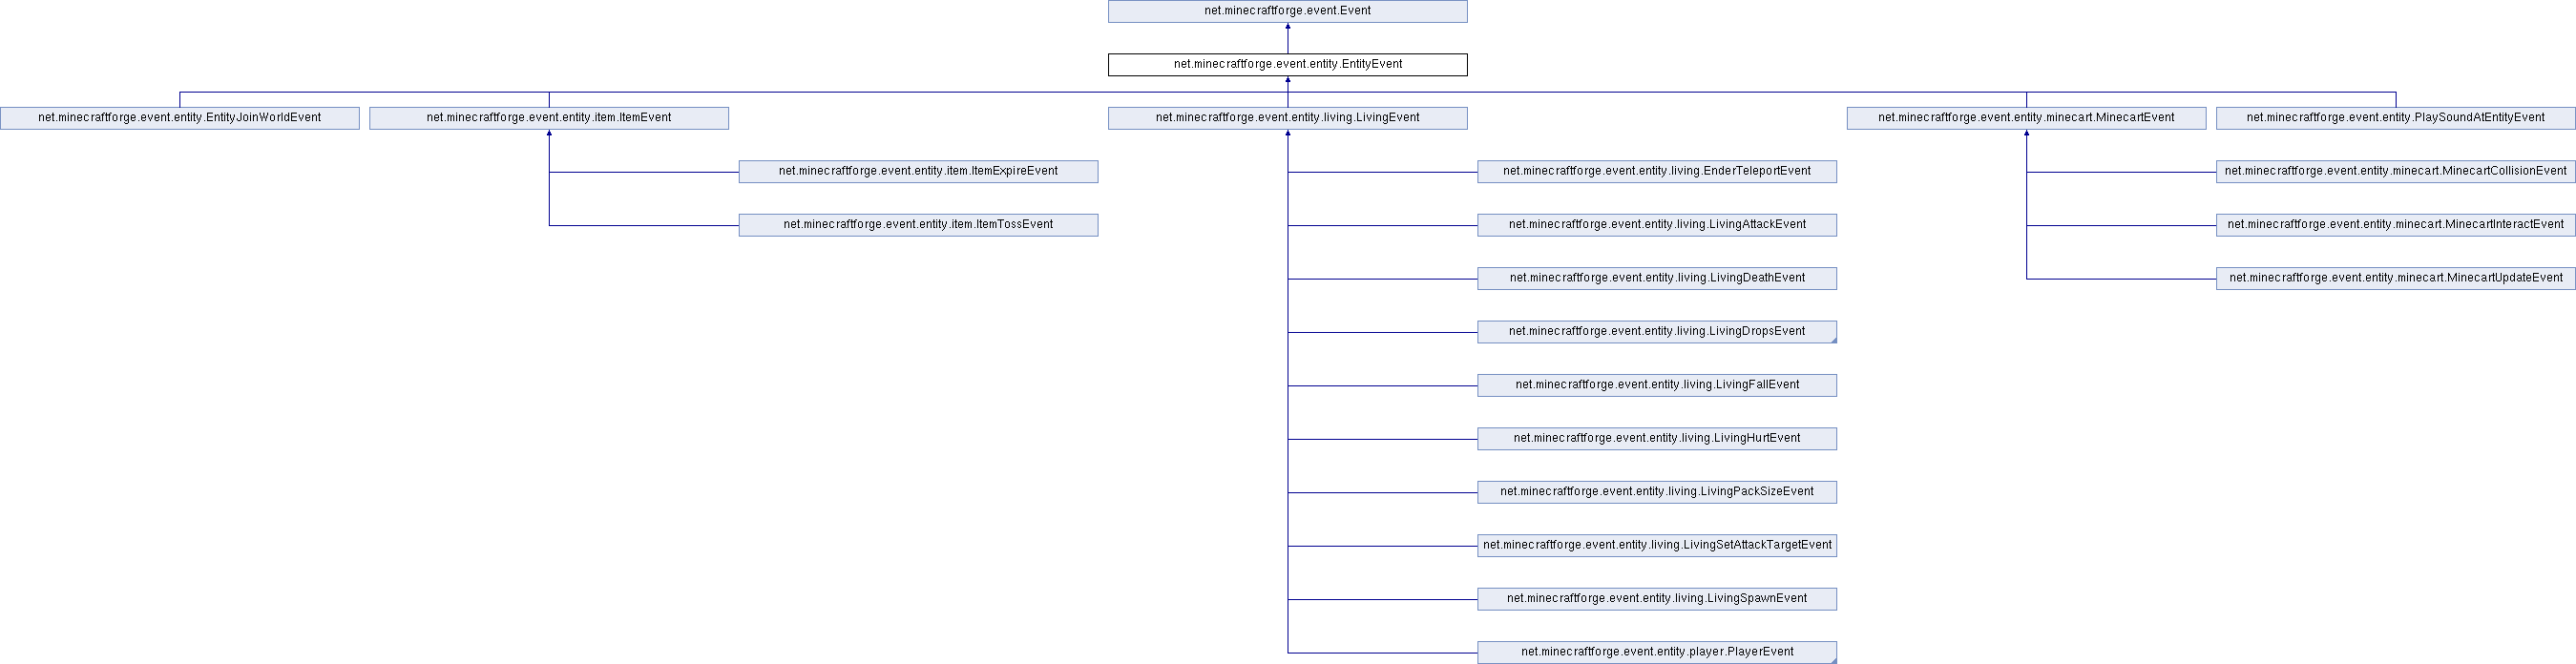 net.minecraftforge.event.Event
net.minecraftforge.event.entity.EntityEvent
net.minecraftforge.event.entity.EntityJoinWorldEvent
net.minecraftforge.event.entity.item.ItemEvent
net.minecraftforge.event.entity.living.LivingEvent
net.minecraftforge.event.entity.minecart.MinecartEvent
net.minecraftforge.event.entity.PlaySoundAtEntityEvent
net.minecraftforge.event.entity.item.ItemExpireEvent
net.minecraftforge.event.entity.living.EnderTeleportEvent
net.minecraftforge.event.entity.minecart.MinecartCollisionEvent
net.minecraftforge.event.entity.item.ItemTossEvent
net.minecraftforge.event.entity.living.LivingAttackEvent
net.minecraftforge.event.entity.minecart.MinecartInteractEvent
net.minecraftforge.event.entity.living.LivingDeathEvent
net.minecraftforge.event.entity.minecart.MinecartUpdateEvent
net.minecraftforge.event.entity.living.LivingDropsEvent
net.minecraftforge.event.entity.living.LivingFallEvent
net.minecraftforge.event.entity.living.LivingHurtEvent
net.minecraftforge.event.entity.living.LivingPackSizeEvent
net.minecraftforge.event.entity.living.LivingSetAttackTargetEvent
net.minecraftforge.event.entity.living.LivingSpawnEvent
net.minecraftforge.event.entity.player.PlayerEvent